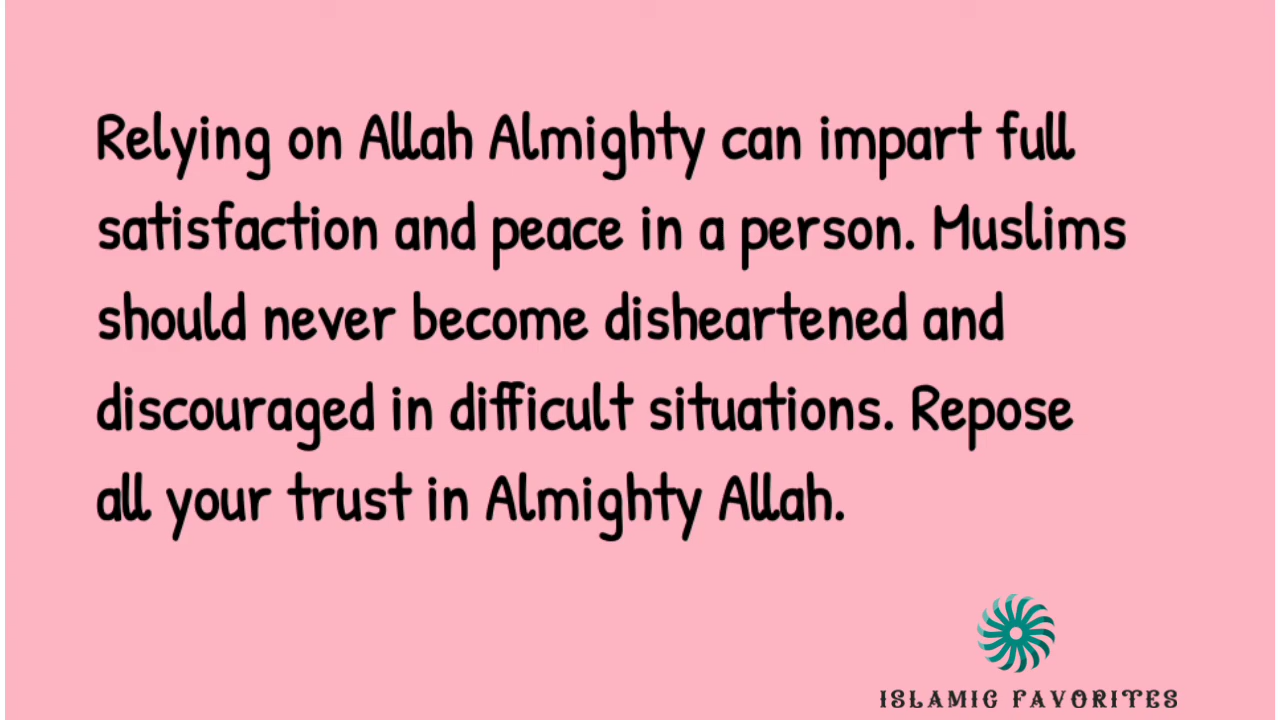 Relying on Allah Almighty can impart full
satisfaction and peace in a person. Muslims
should never become disheartened and
discouraged in difficult situations. Repose
all your trust in Almighty Allah.
ISLAMIC FAVORITES